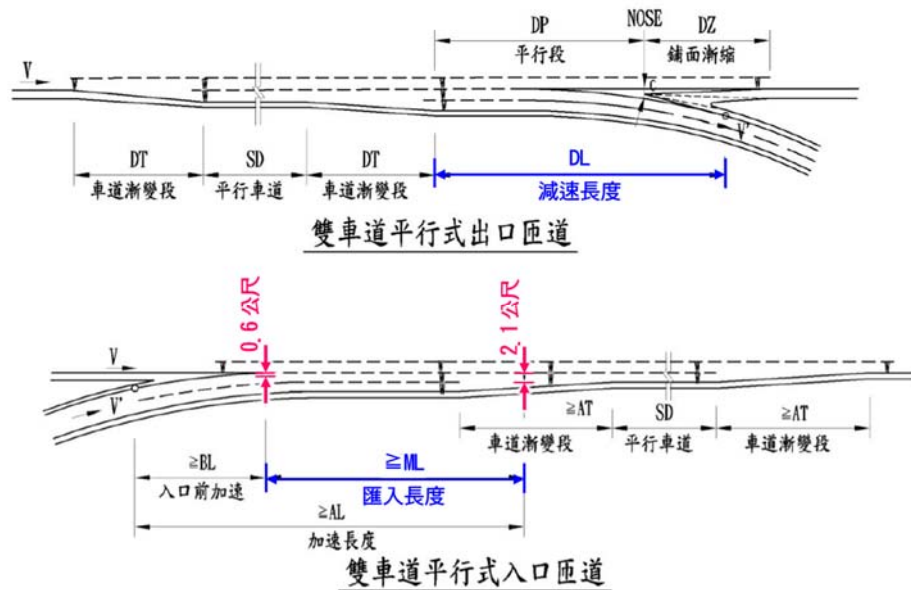 DP NOSE DZ
平行段 鋪面漸縮
V
C
V'
DT SD DT DL
車道漸變段 平行車道 車道漸變段 減速長度
雙車道平行式出口匝道
0.6公尺
2.1公尺
V
V'
≧AT SD ≧AT
車道漸變段 平行車道 車道漸變段
≧BL ≧ML
入口前加速 匯入長度
≧AL
加速長度
雙車道平行式入口匝道